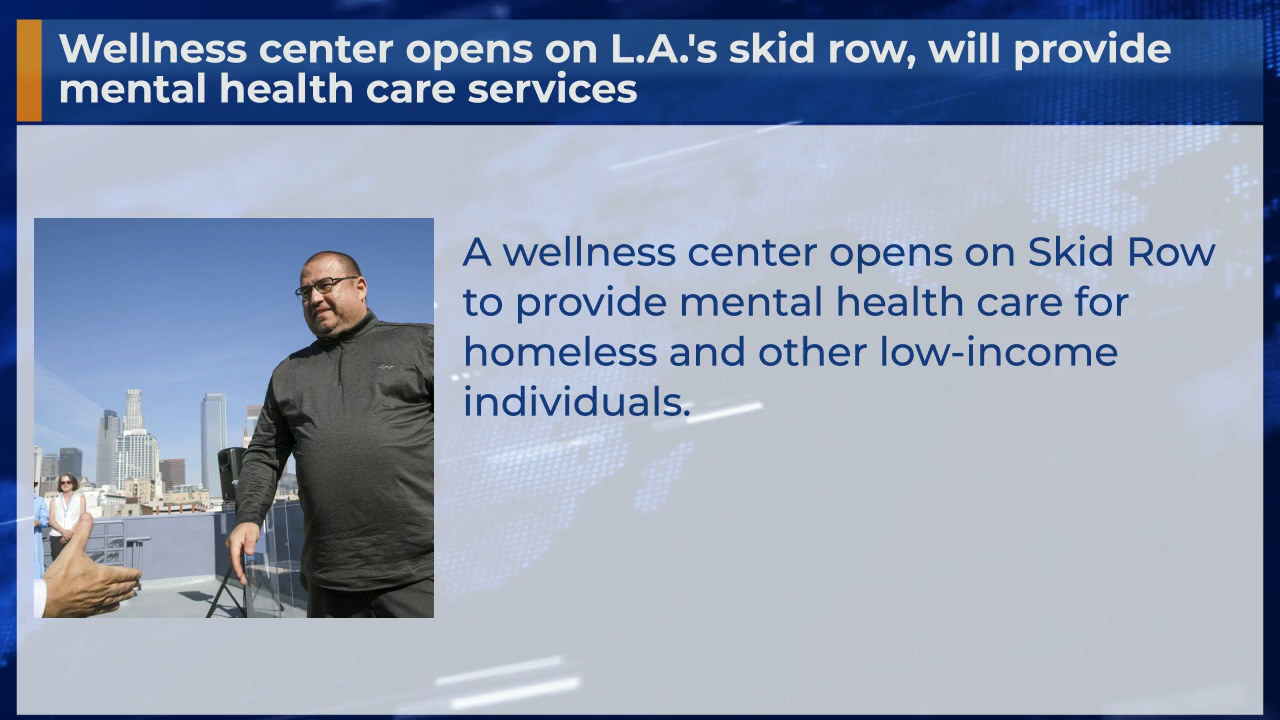 Wellness center opens on L.A.'s skid row, will provide
mental health care services
A wellness center opens on Skid Row
to provide mental health care for
homeless and other low-income
individuals.